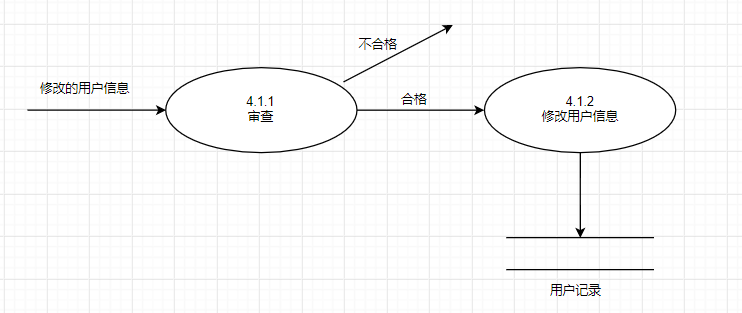 不合格
修改的用户信息
4.1.1
审查
合格
4.1.2
修改用户信息
用户记录